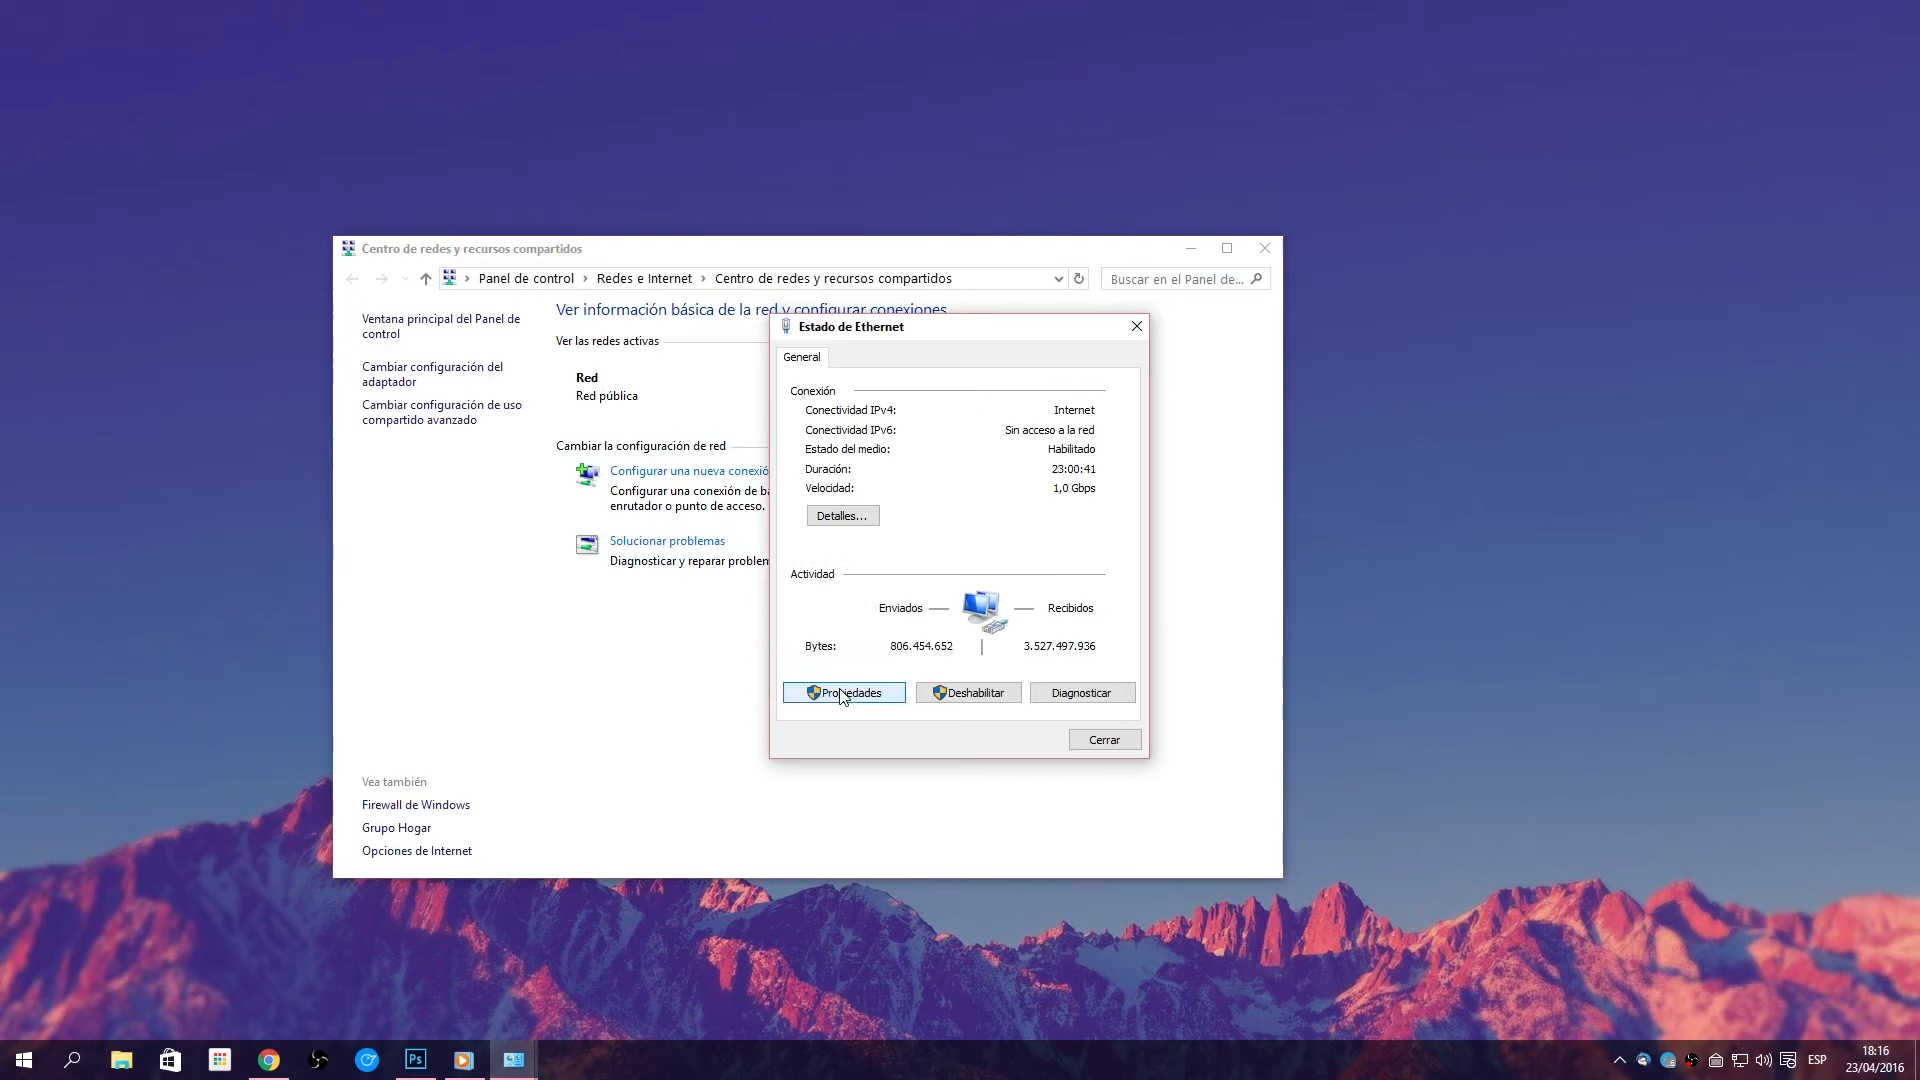 Centro de redes y recursos compartidos
Panel de control > Redes e Internet > Centro de redes y recursos compartidos
Buscar en el Panel de...
Ventana principal del Panel de
control
Cambiar configuración del
adaptador
Cambiar configuración de uso
compartido avanzado
Vea también
Firewall de Windows
Grupo Hogar
Opciones de Internet
Ver información básica de la red y configurar conexiones
Ver las redes activas
Red
Red pública
Cambiar la configuración de red
Configurar una nueva conexió
Configurar una conexión de ba
enrutador o punto de acceso.
Solucionar problemas
Diagnosticar y reparar problem
Estado de Ethernet
General
Conexión
Conectividad IPv4: Internet
Conectividad IPv6: Sin acceso a la red
Estado del medio: Habilitado
Duración: 23:00:41
Velocidad: 1,0 Gbps
Detalles...
Actividad
Enviados — — Recibidos
Bytes: 806.454.652 | 3.527.497.936
Propiedades Deshabilitar Diagnosticar
Cerrar
Ps
ESP
18:16
23/04/2016